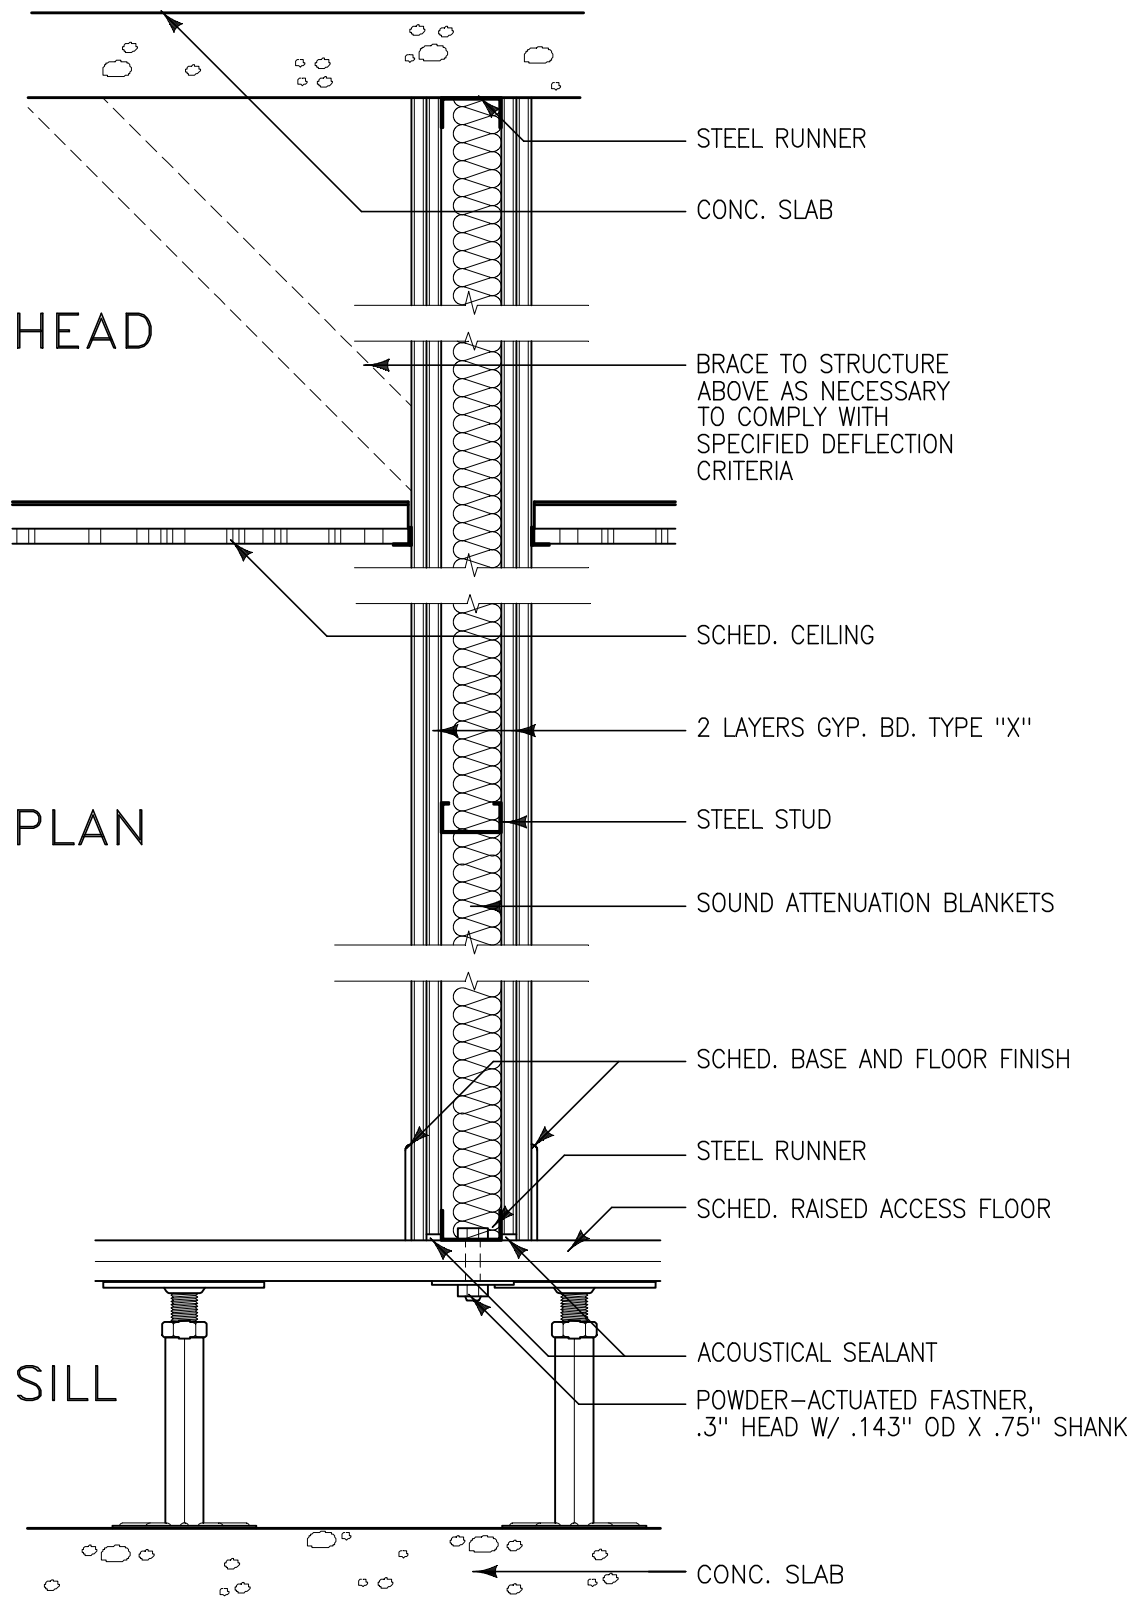 STEEL RUNNER
CONC. SLAB
HEAD
BRACE TO STRUCTURE
ABOVE AS NECESSARY
TO COMPLY WITH
SPECIFIED DEFLECTION
CRITERIA
SCHED. CEILING
2 LAYERS GYP. BD. TYPE "X"
PLAN
STEEL STUD
SOUND ATTENUATION BLANKETS
SCHED. BASE AND FLOOR FINISH
STEEL RUNNER
SCHED. RAISED ACCESS FLOOR
ACOUSTICAL SEALANT
SILL
POWDER-ACTUATED FASTNER,
.3" HEAD W/ .143" OD X .75" SHANK
CONC. SLAB